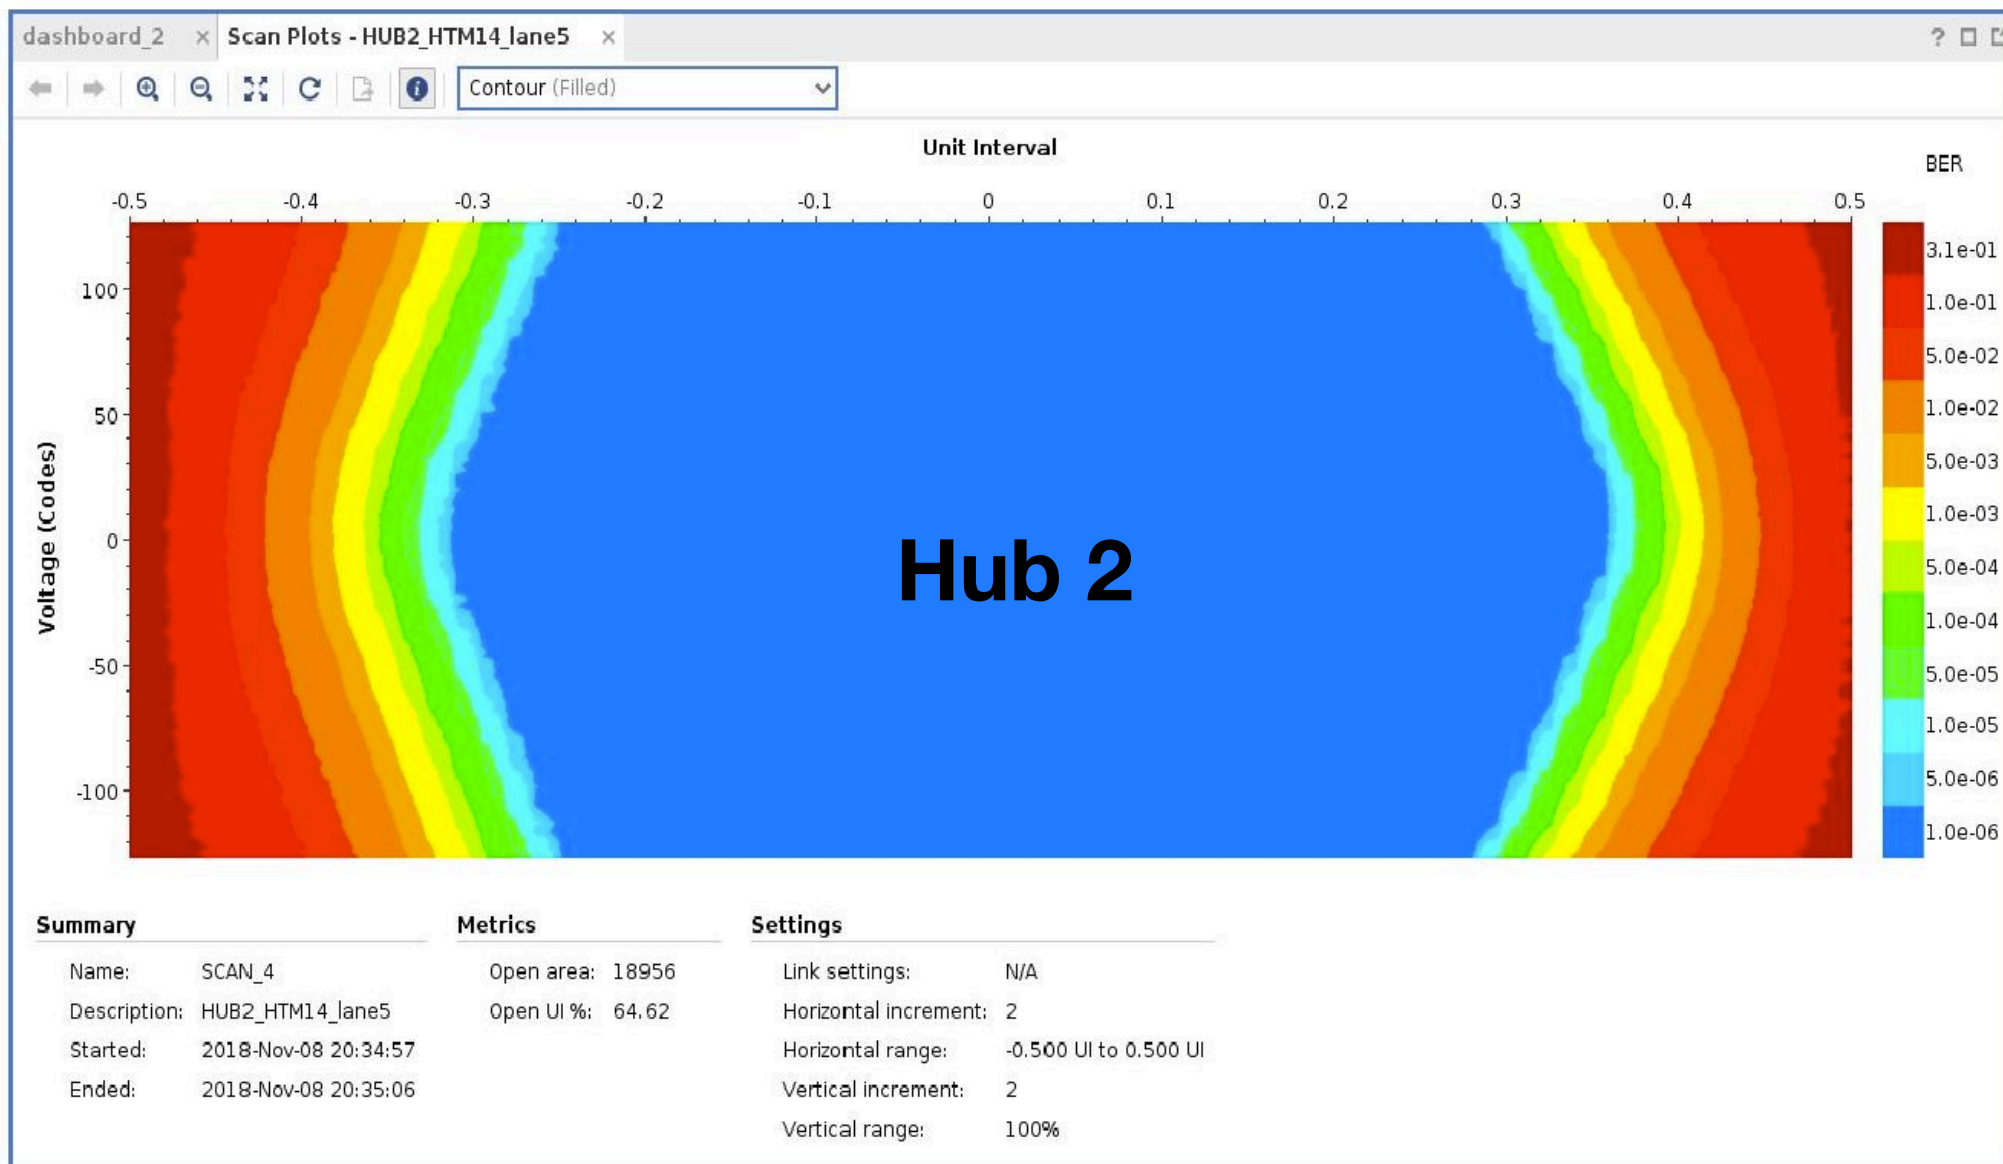 dashboard_2 × Scan Plots - HUB2_HTM14_lane5 × ?
Contour (Filled)
Unit Interval
BER
-0.5 -0.4 -0.3 -0.2 -0.1 0 0.1 0.2 0.3 0.4 0.5
Voltage (Codes)
100
50
0
-50
-100
Hub 2
3.1e-01
1.0e-01
5.0e-02
1.0e-02
5.0e-03
1.0e-03
5.0e-04
1.0e-04
5.0e-05
1.0e-05
5.0e-06
1.0e-06
Summary
Name: SCAN_4
Description: HUB2_HTM14_lane5
Started: 2018-Nov-08 20:34:57
Ended: 2018-Nov-08 20:35:06
Metrics
Open area: 18956
Open UI %: 64.62
Settings
Link settings: N/A
Horizontal increment: 2
Horizontal range: -0.500 UI to 0.500 UI
Vertical increment: 2
Vertical range: 100%